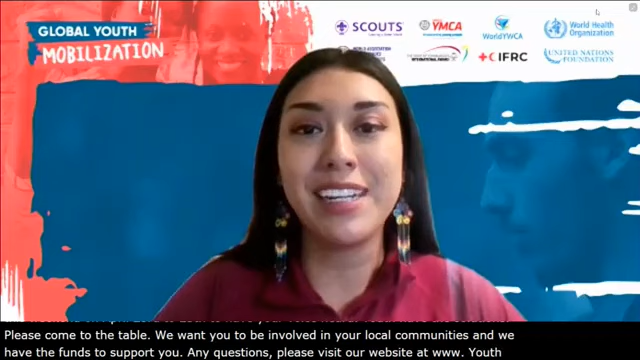 GLOBAL YOUTH
MOBILIZATION
SCOUTS
YMCA
WorldYWCA
World Health
Organization
INTERNATIONAL AWARD
IFRC
UNITED NATIONS
FOUNDATION
Please come to the table. We want you to be involved in your local communities and we
have the funds to support you. Any questions, please visit our website at www. Youth